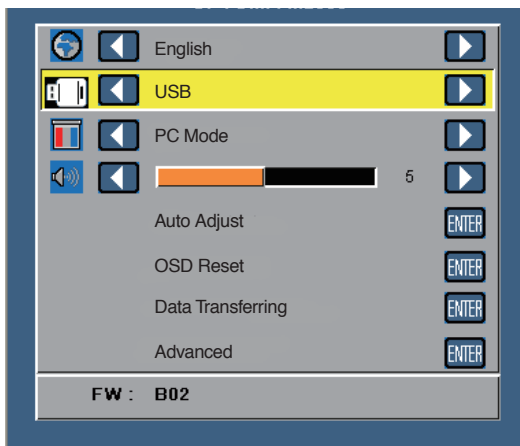 English
USB
PC Mode
5
Auto Adjust ENTER
OSD Reset ENTER
Data Transferring ENTER
Advanced ENTER
FW : B02